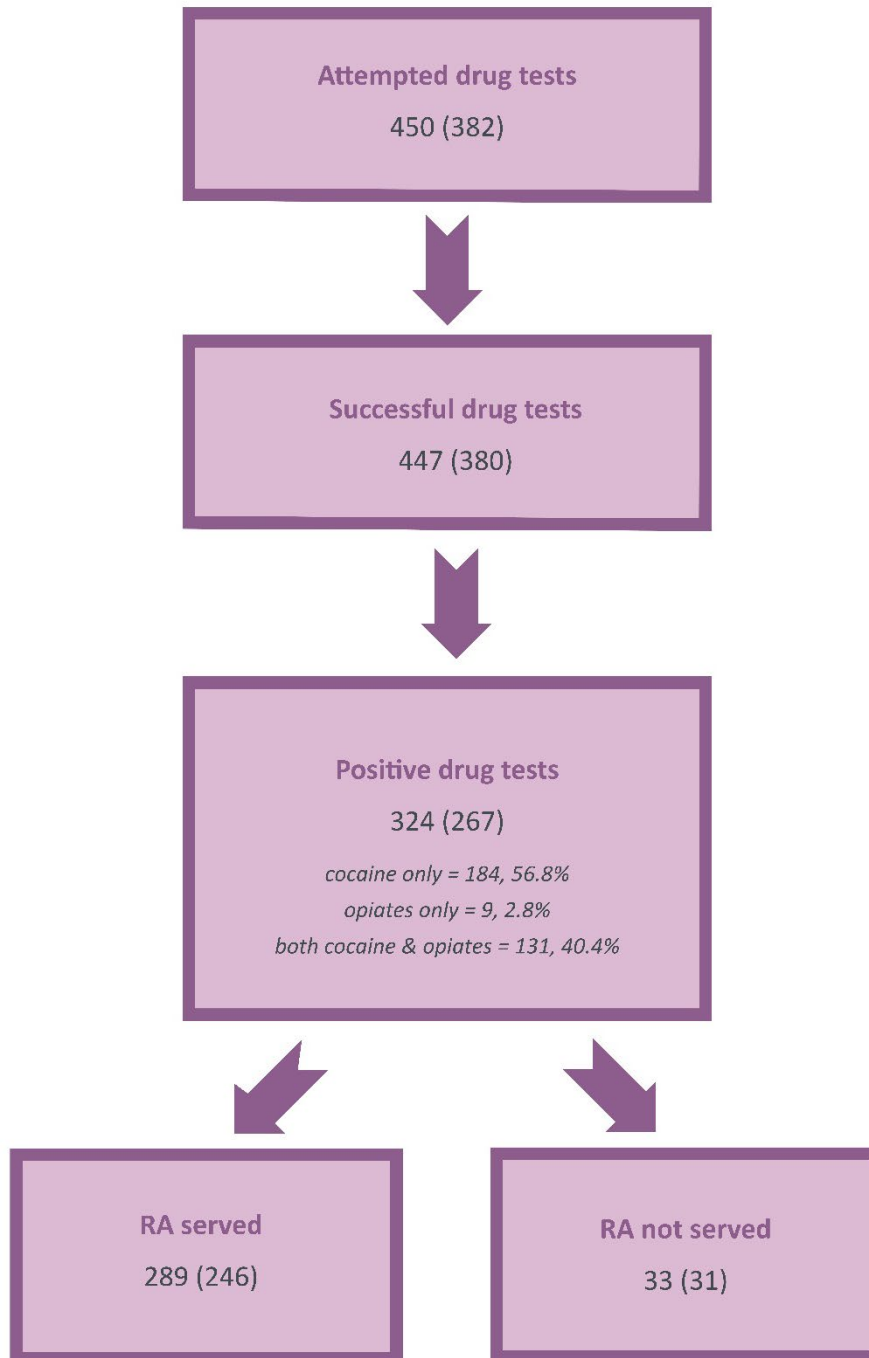 Attempted drug tests
450 (382)
Successful drug tests
447 (380)
Positive drug tests
324 (267)
cocaine only = 184, 56.8%
opiates only = 9, 2.8%
both cocaine & opiates = 131, 40.4%
RA served
289 (246)
RA not served
33 (31)